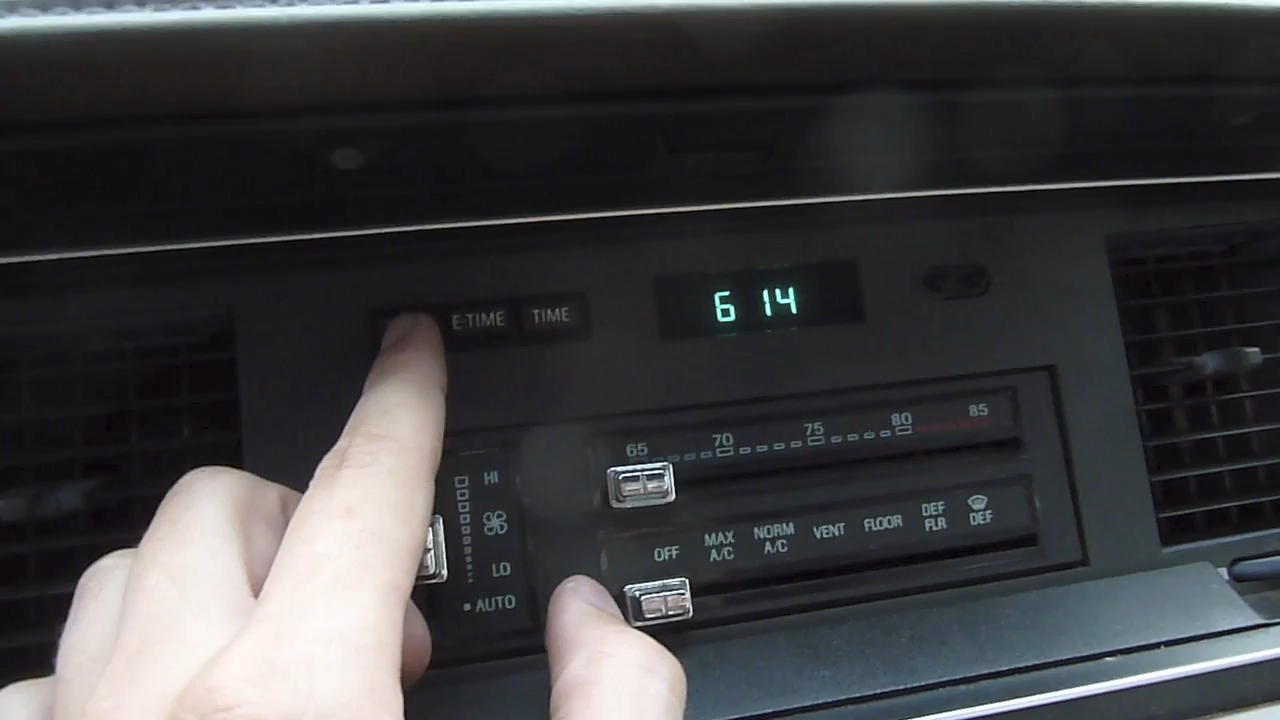 E-TIME TIME
6 14
65 70 75 80 85
HI
LO
AUTO
OFF
MAX
A/C
NORM
A/C
VENT
FLOOR
DEF
FLR
DEF